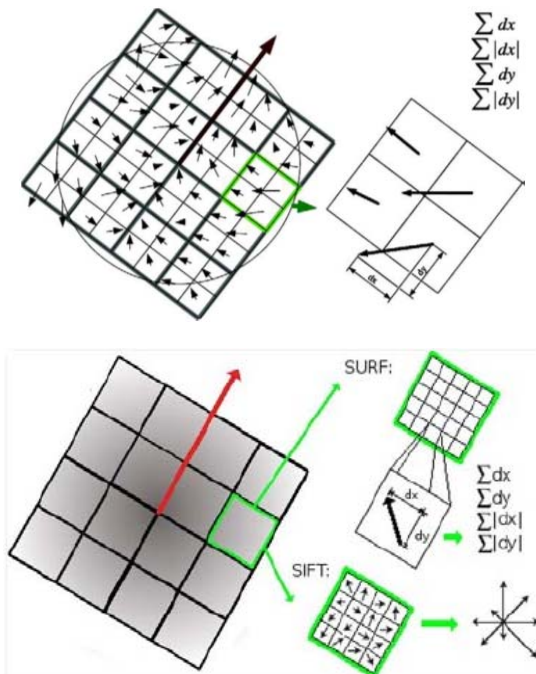 ∑ dx
∑ |dx|
∑ dy
∑ |dy|
dx
dy
SURF:
dx
dy
∑dx
∑dy
∑|dx|
∑|dy|
SIFT: